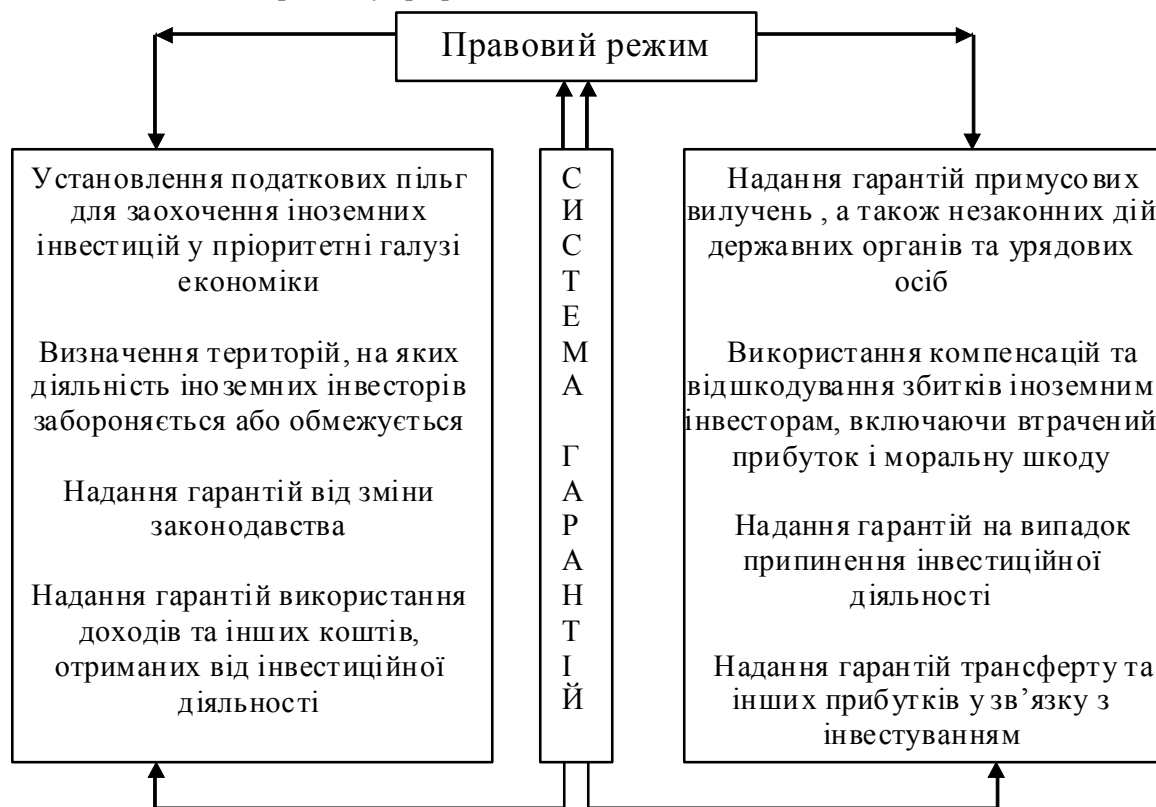 Правовий режим
Установлення податкових пільг
для заохочення іноземних
інвестицій у пріоритетні галузі
економіки
Визначення територій, на яких
діяльність іноземних інвесторів
забороняється або обмежується
Надання гарантій від зміни
законодавства
Надання гарантій використання
доходів та інших коштів,
отриманих від інвестиційної
діяльності
С
И
С
Т
Е
М
А
Г
А
Р
А
Н
Т
І
Й
Надання гарантій примусових
вилучень , а також незаконних дій
державних органів та урядових
осіб
Використання компенсацій та
відшкодування збитків іноземним
інвесторам, включаючи втрачений
прибуток і моральну шкоду
Надання гарантій на випадок
припинення інвестиційної
діяльності
Надання гарантій трансферту та
інших прибутків у зв’язку з
інвестуванням